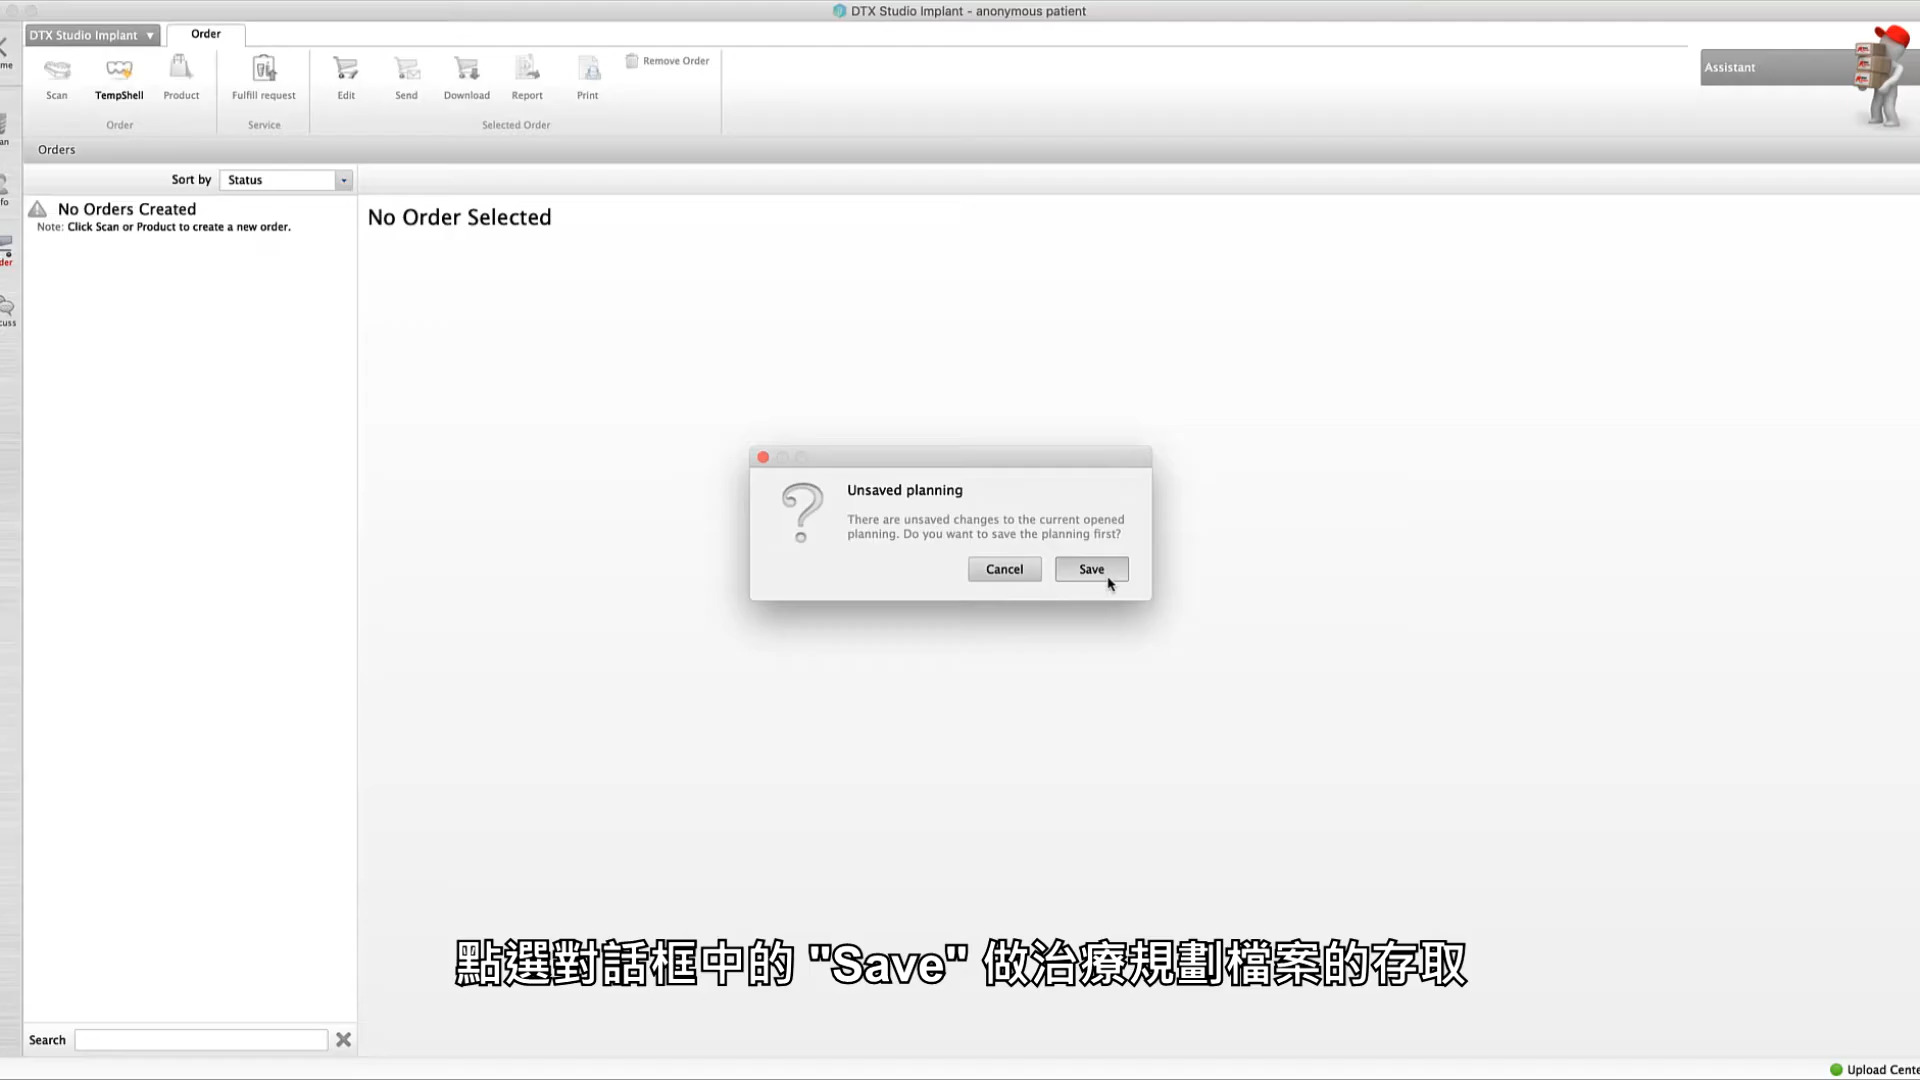 DTX Studio Implant - anonymous patient
DTX Studio Implant ▼
Order
Scan
TempShell
Product
Order
Fulfill request
Service
Edit
Send
Download
Report
Print
Remove Order
Selected Order
Assistant
Orders
Sort by
Status
No Orders Created
Note: Click Scan or Product to create a new order.
No Order Selected
Unsaved planning
There are unsaved changes to the current opened
planning. Do you want to save the planning first?
Cancel
Save
點選對話框中的 "Save" 做治療規劃檔案的存取
Search
Upload Cente